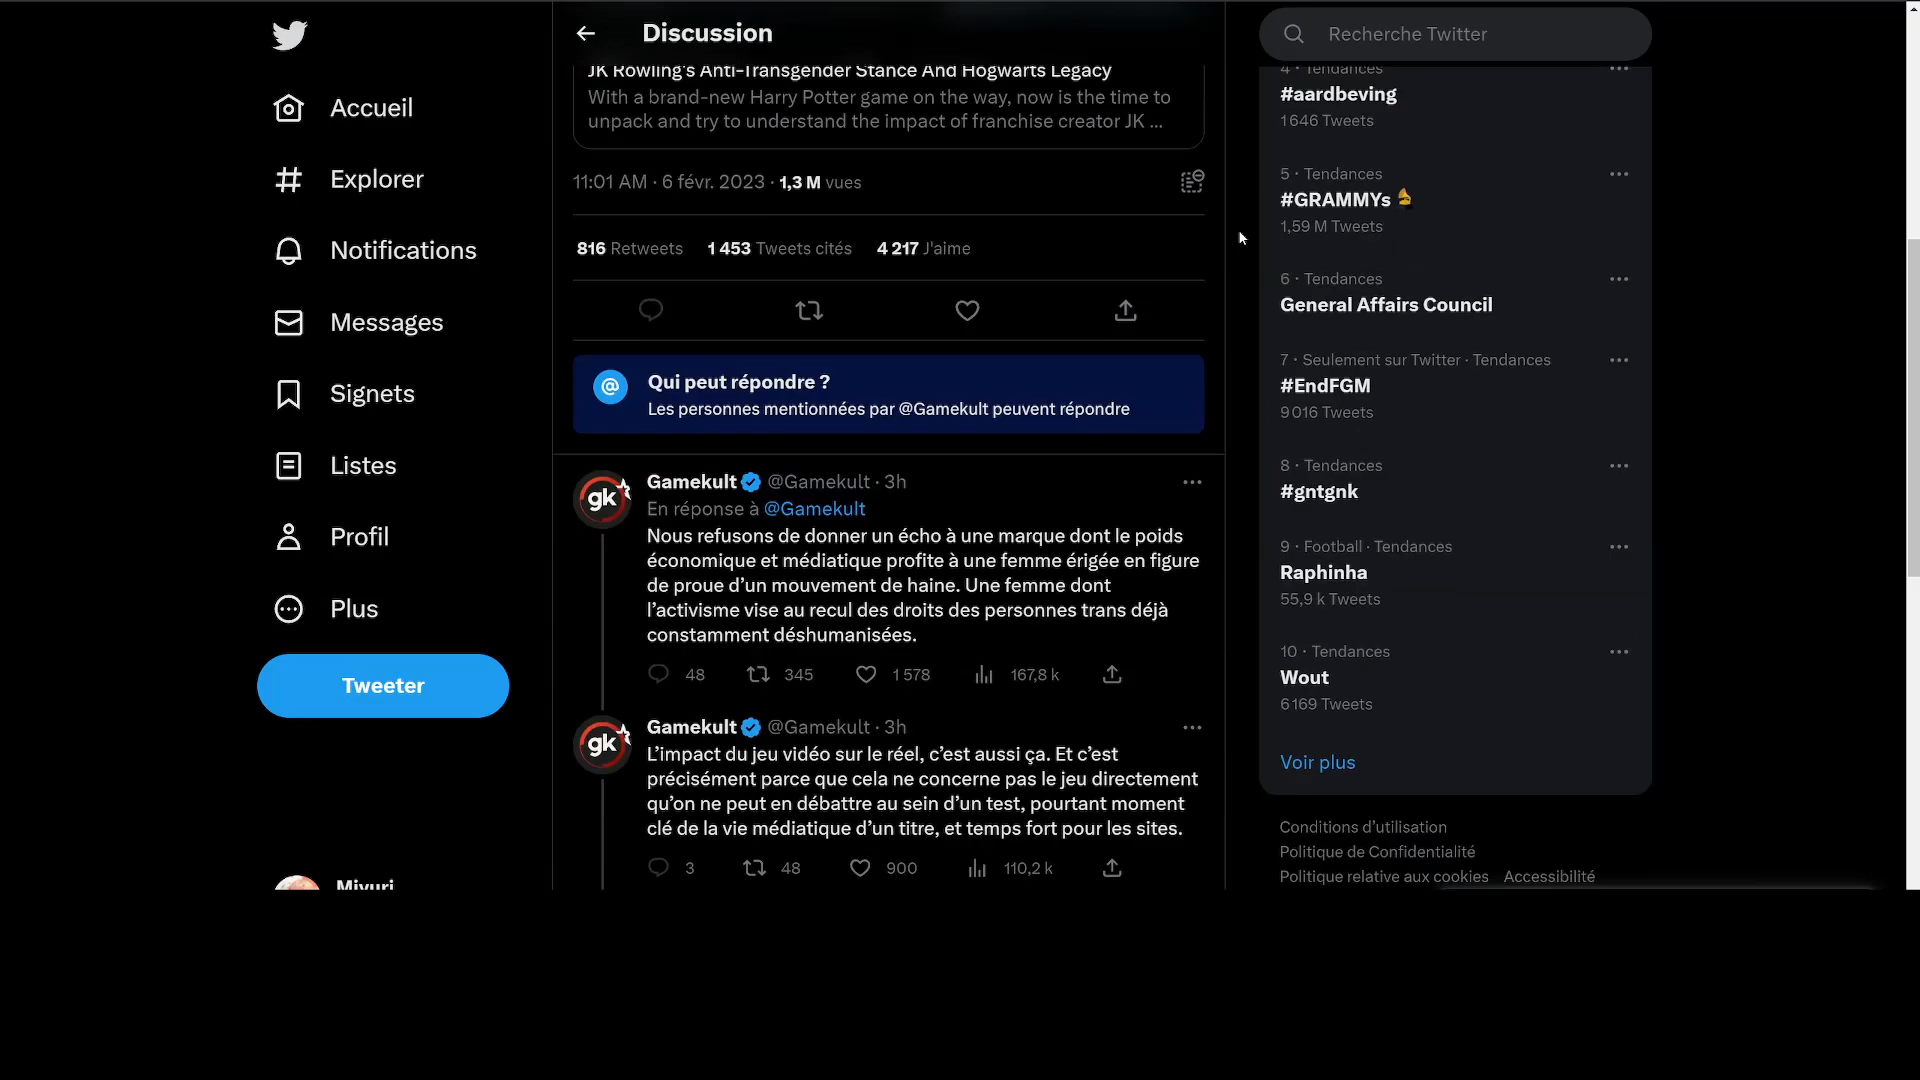 Accueil
Explorer
Notifications
Messages
Signets
Listes
Profil
Plus
Tweeter
Miyuri
Discussion
JK Rowling's Anti-Transgender Stance And Hogwarts Legacy
With a brand-new Harry Potter game on the way, now is the time to
unpack and try to understand the impact of franchise creator JK ...
11:01 AM · 6 févr. 2023 · 1,3 M vues
816 Retweets 1 453 Tweets cités 4 217 J'aime
@ Qui peut répondre ?
Les personnes mentionnées par @Gamekult peuvent répondre
gk
Gamekult @Gamekult · 3h
En réponse à @Gamekult
Nous refusons de donner un écho à une marque dont le poids
économique et médiatique profite à une femme érigée en figure
de proue d’un mouvement de haine. Une femme dont
l’activisme vise au recul des droits des personnes trans déjà
constamment déshumanisées.
48 345 1 578 167,8 k
gk
Gamekult @Gamekult · 3h
L’impact du jeu vidéo sur le réel, c’est aussi ça. Et c’est
précisément parce que cela ne concerne pas le jeu directement
qu’on ne peut en débattre au sein d’un test, pourtant moment
clé de la vie médiatique d’un titre, et temps fort pour les sites.
3 48 900 110,2 k
Recherche Twitter
4 · Tendances
#aardbeving
1 646 Tweets
5 · Tendances
#GRAMMYs
1,59 M Tweets
6 · Tendances
General Affairs Council
7 · Seulement sur Twitter · Tendances
#EndFGM
9 016 Tweets
8 · Tendances
#gntgnk
9 · Football · Tendances
Raphinha
55,9 k Tweets
10 · Tendances
Wout
6 169 Tweets
Voir plus
Conditions d’utilisation
Politique de Confidentialité
Politique relative aux cookies Accessibilité